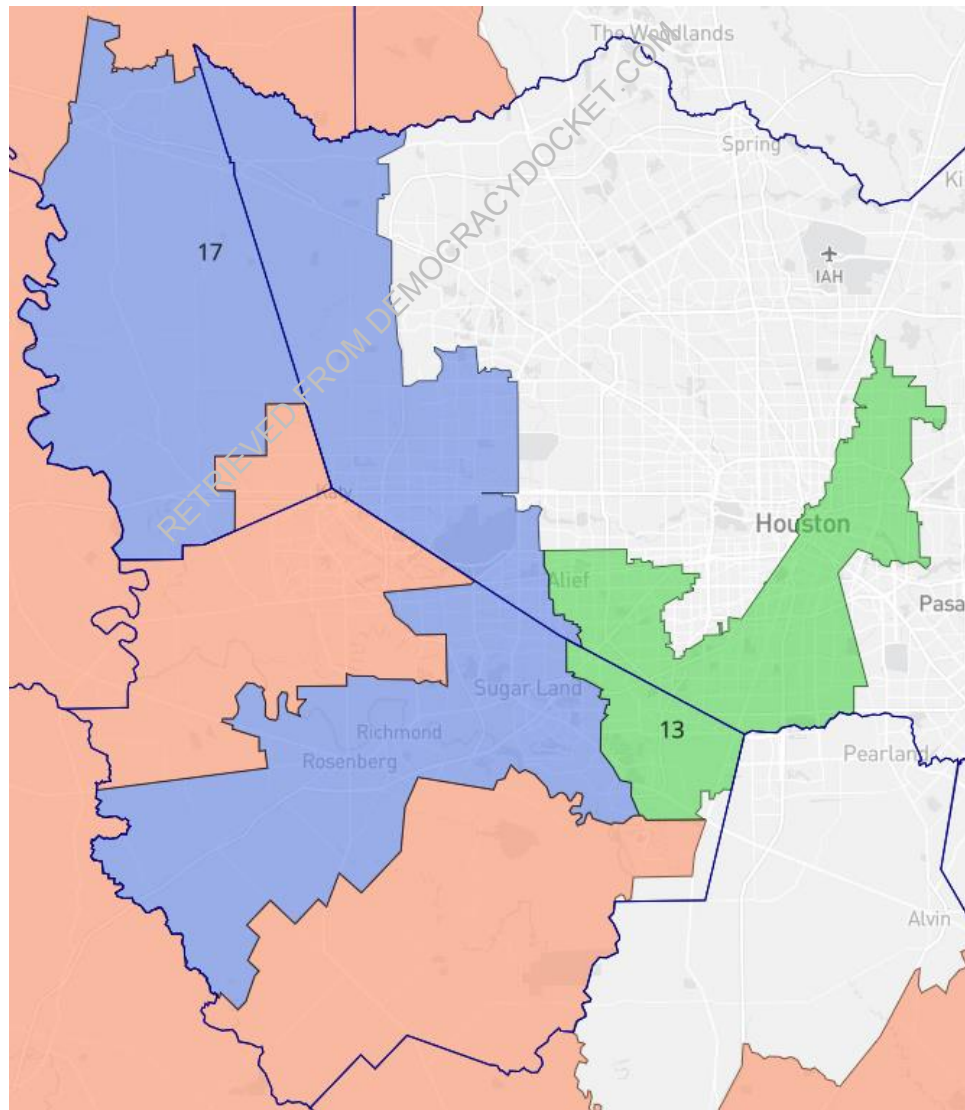 The Woodlands
Spring
Ki
IAH
17
RETRIEVED FROM DEMOCRACYDOCKET.COM
Katy
Houston
Alief
Pasa
Sugar Land
13
Richmond
Rosenberg
Pearland
Alvin